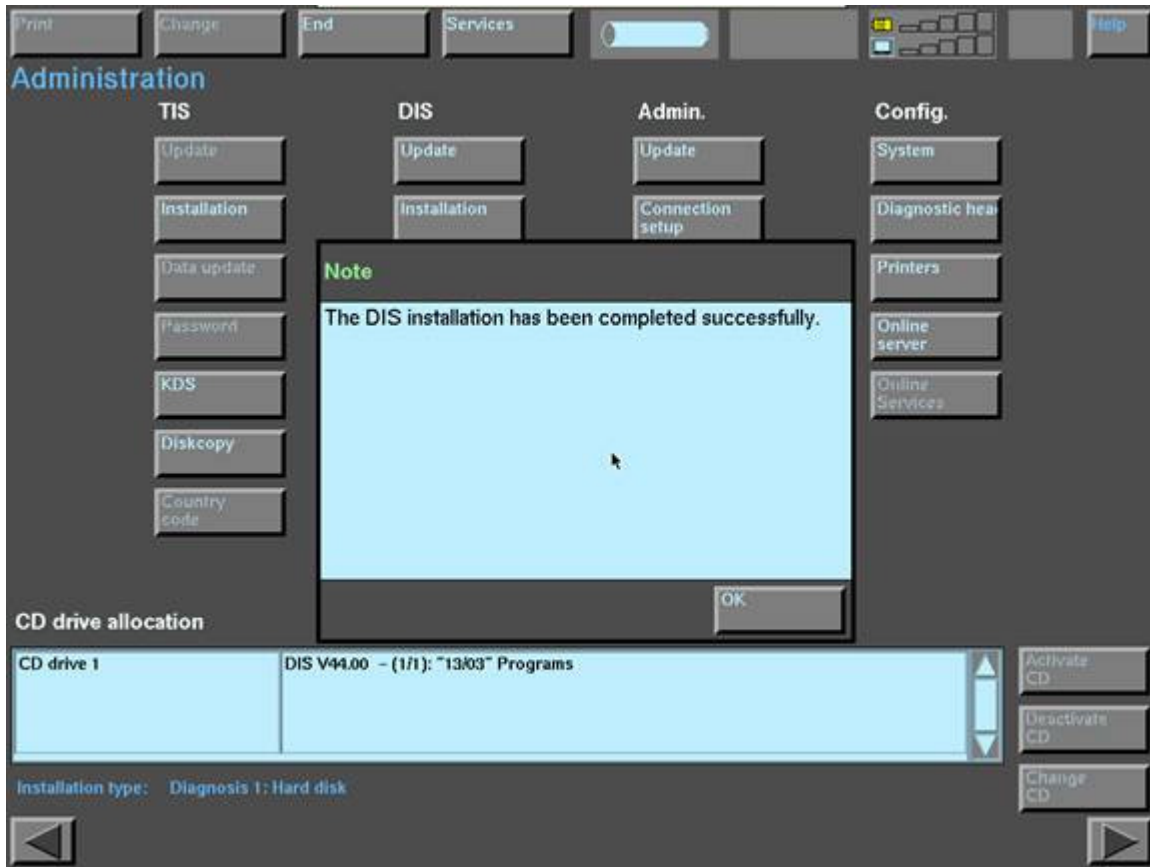 Print
Change
End
Services
Help
Administration
TIS
DIS
Admin.
Config.
Update
Update
Update
System
Installation
Installation
Connection
setup
Diagnostic hea
Data update
Printers
Password
Online
server
KDS
Online
Services
Diskcopy
Country
code
Note
The DIS installation has been completed successfully.
OK
CD drive allocation
CD drive 1
DIS V44.00 - (1/1): "13/03" Programs
Activate
CD
Deactivate
CD
Change
CD
Installation type: Diagnosis 1: Hard disk